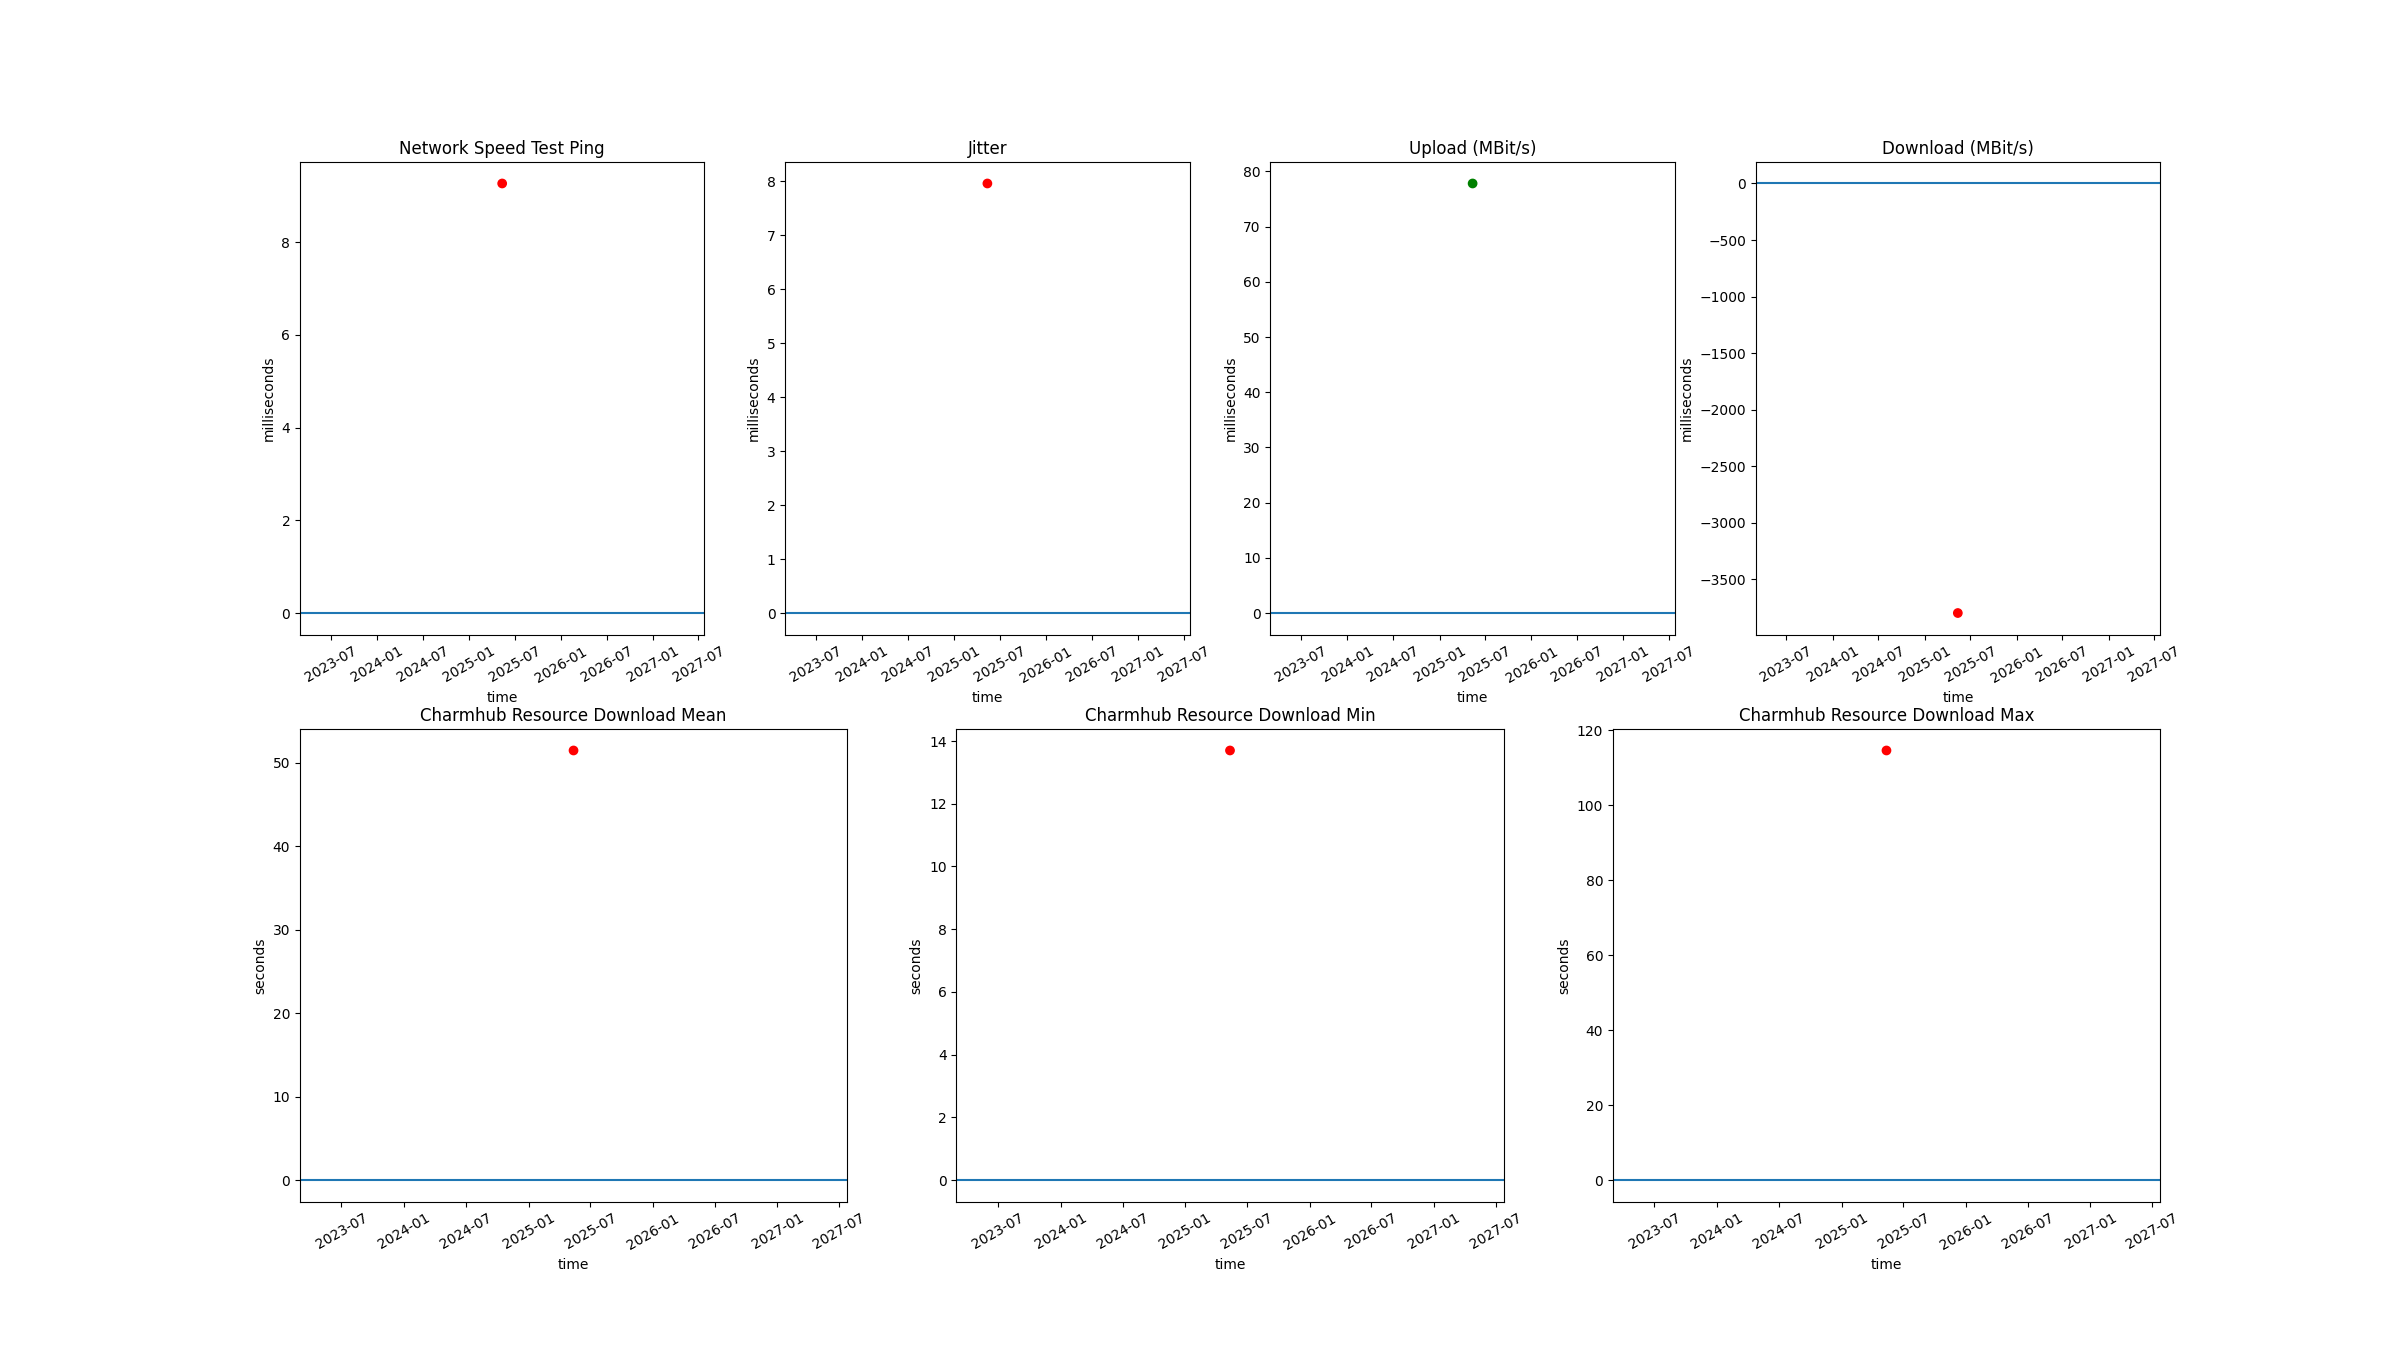 Network Speed Test Ping
milliseconds
8
6
4
2
0
2023-07 2024-01 2024-07 2025-01 2025-07 2026-01 2026-07 2027-01 2027-07
time
Jitter
milliseconds
8
7
6
5
4
3
2
1
0
2023-07 2024-01 2024-07 2025-01 2025-07 2026-01 2026-07 2027-01 2027-07
time
Upload (MBit/s)
milliseconds
80
70
60
50
40
30
20
10
0
2023-07 2024-01 2024-07 2025-01 2025-07 2026-01 2026-07 2027-01 2027-07
time
Download (MBit/s)
milliseconds
0
−500
−1000
−1500
−2000
−2500
−3000
−3500
2023-07 2024-01 2024-07 2025-01 2025-07 2026-01 2026-07 2027-01 2027-07
time
Charmhub Resource Download Mean
seconds
50
40
30
20
10
0
2023-07 2024-01 2024-07 2025-01 2025-07 2026-01 2026-07 2027-01 2027-07
time
Charmhub Resource Download Min
seconds
14
12
10
8
6
4
2
0
2023-07 2024-01 2024-07 2025-01 2025-07 2026-01 2026-07 2027-01 2027-07
time
Charmhub Resource Download Max
seconds
120
100
80
60
40
20
0
2023-07 2024-01 2024-07 2025-01 2025-07 2026-01 2026-07 2027-01 2027-07
time